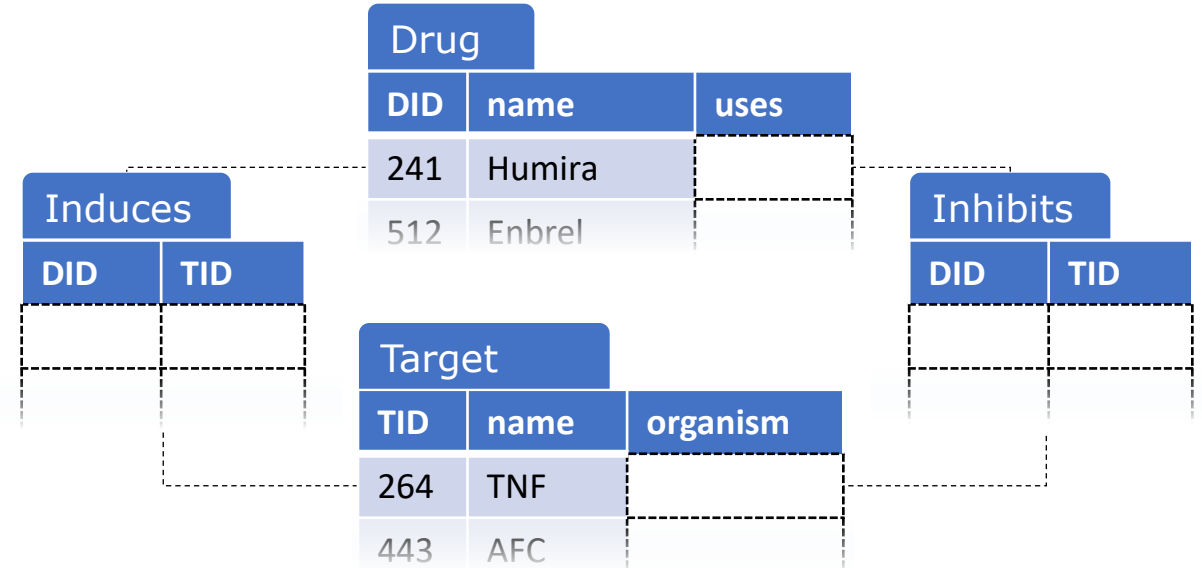 Drug
DID name uses
241 Humira
512 Enbrel
Induces
DID TID
Inhibits
DID TID
Target
TID name organism
264 TNF
443 AFC